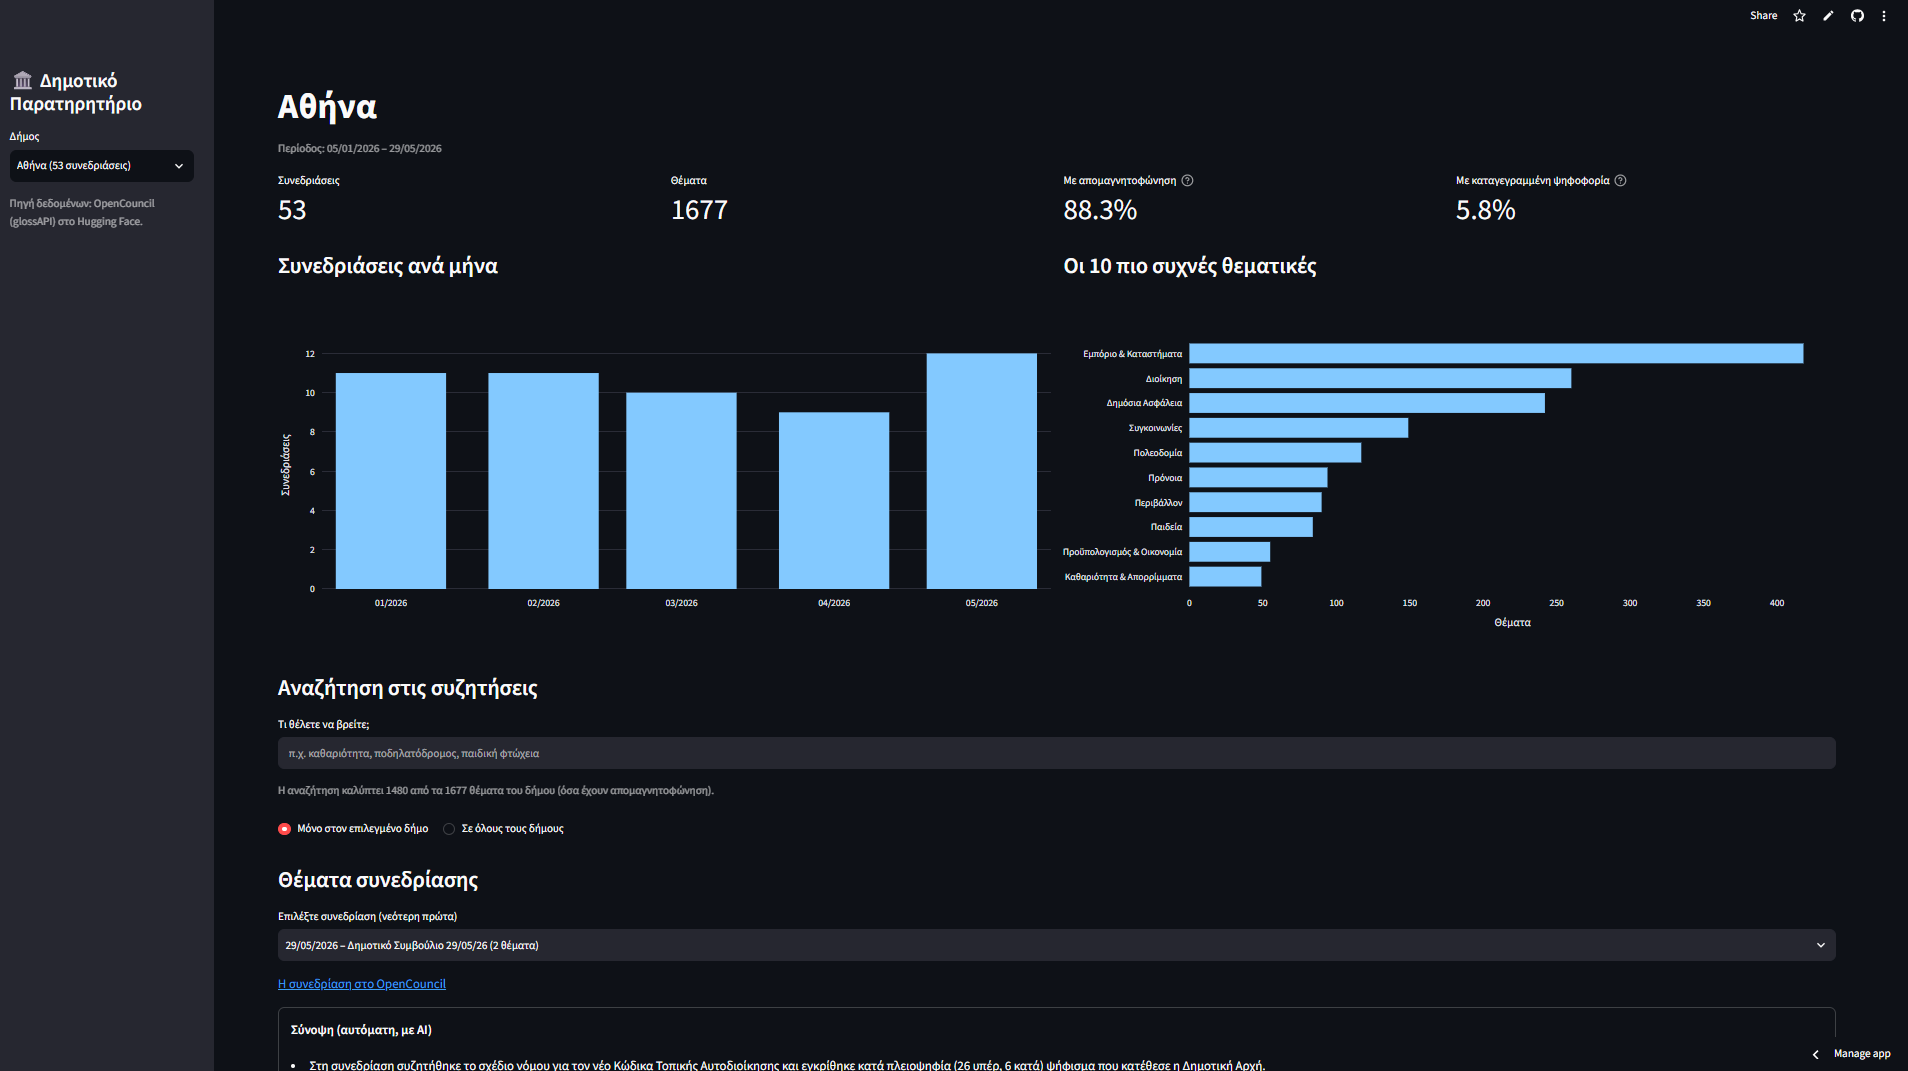 Share
🏛️ Δημοτικό
Παρατηρητήριο
Δήμος
Αθήνα (53 συνεδριάσεις)
Πηγή δεδομένων: OpenCouncil
(glossAPI) στο Hugging Face.
Αθήνα
Περίοδος: 05/01/2026 – 29/05/2026
Συνεδριάσεις
53
Θέματα
1677
Με απομαγνητοφώνηση
88.3%
Με καταγεγραμμένη ψηφοφορία
5.8%
Συνεδριάσεις ανά μήνα
12
10
8
6
4
2
0
Συνεδριάσεις
01/2026
02/2026
03/2026
04/2026
05/2026
Οι 10 πιο συχνές θεματικές
Εμπόριο & Καταστήματα
Διοίκηση
Δημόσια Ασφάλεια
Συγκοινωνίες
Πολεοδομία
Πρόνοια
Περιβάλλον
Παιδεία
Προϋπολογισμός & Οικονομία
Καθαριότητα & Απορρίμματα
0
50
100
150
200
250
300
350
400
Θέματα
Αναζήτηση στις συζητήσεις
Τι θέλετε να βρείτε;
π.χ. καθαριότητα, ποδηλατόδρομος, παιδική φτώχεια
Η αναζήτηση καλύπτει 1480 από τα 1677 θέματα του δήμου (όσα έχουν απομαγνητοφώνηση).
Μόνο στον επιλεγμένο δήμο
Σε όλους τους δήμους
Θέματα συνεδρίασης
Επιλέξτε συνεδρίαση (νεότερη πρώτα)
29/05/2026 – Δημοτικό Συμβούλιο 29/05/26 (2 θέματα)
Η συνεδρίαση στο OpenCouncil
Σύνοψη (αυτόματη, με AI)
• Στη συνεδρίαση συζητήθηκε το σχέδιο νόμου για τον νέο Κώδικα Τοπικής Αυτοδιοίκησης και εγκρίθηκε κατά πλειοψηφία (26 υπέρ, 6 κατά) ψήφισμα που κατέθεσε η Δημοτική Αρχή.
Manage app